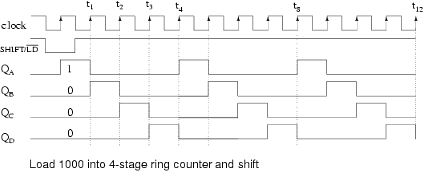 t1 t2 t3 t4 t8 t12
clock
SHIFT/LD
QA 1
QB 0
QC 0
QD 0
Load 1000 into 4-stage ring counter and shift